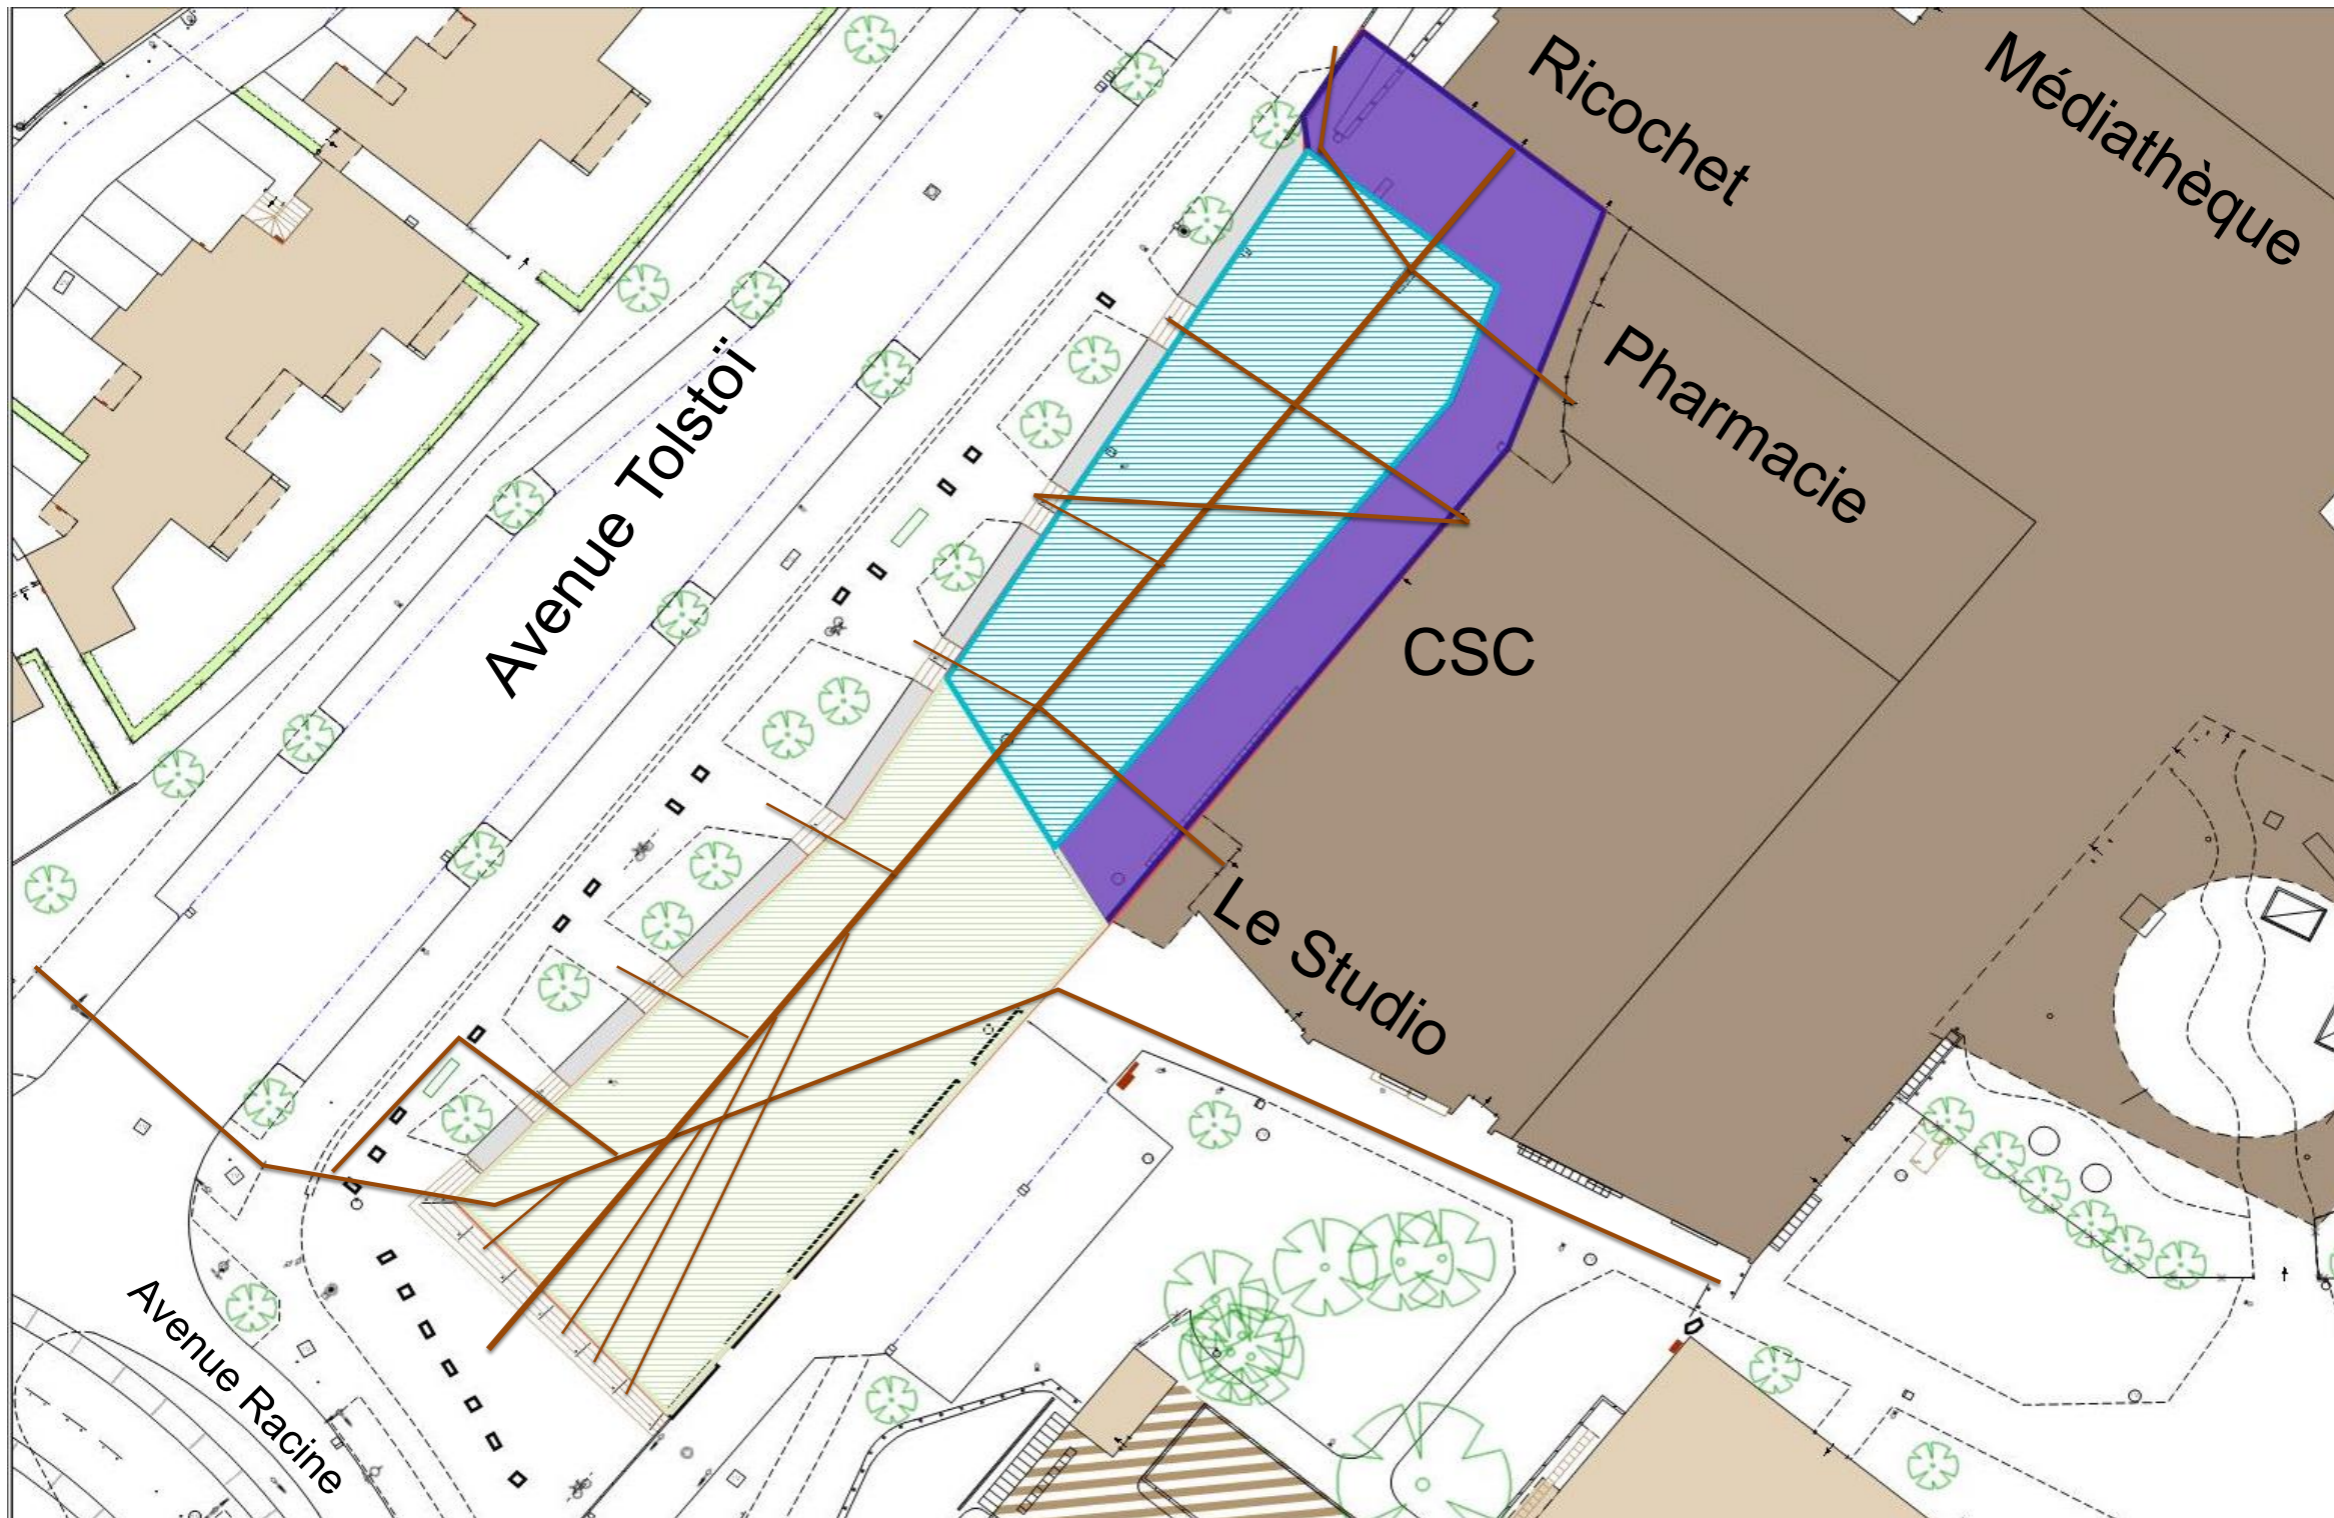 Ricochet
Médiathèque
Pharmacie
Avenue Tolstoï
CSC
Le Studio
Avenue Racine